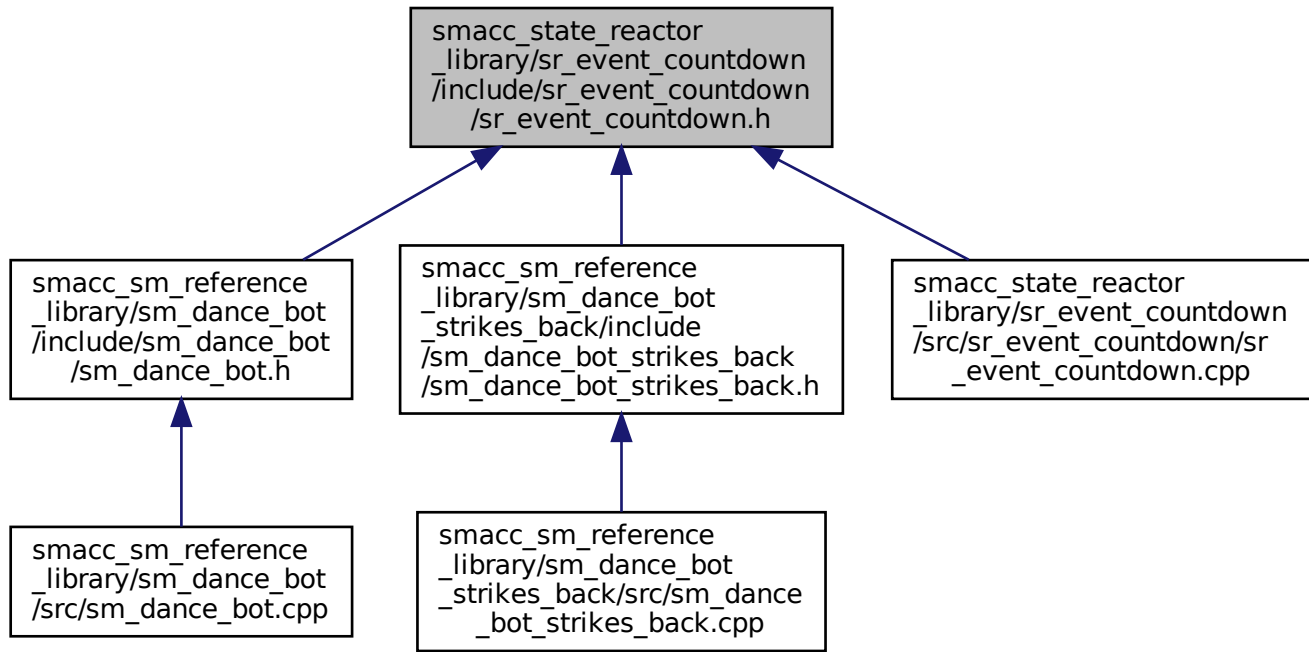 smacc_state_reactor
_library/sr_event_countdown
/include/sr_event_countdown
/sr_event_countdown.h
smacc_sm_reference
_library/sm_dance_bot
/include/sm_dance_bot
/sm_dance_bot.h
smacc_sm_reference
_library/sm_dance_bot
_strikes_back/include
/sm_dance_bot_strikes_back
/sm_dance_bot_strikes_back.h
smacc_state_reactor
_library/sr_event_countdown
/src/sr_event_countdown/sr
_event_countdown.cpp
smacc_sm_reference
_library/sm_dance_bot
/src/sm_dance_bot.cpp
smacc_sm_reference
_library/sm_dance_bot
_strikes_back/src/sm_dance
_bot_strikes_back.cpp